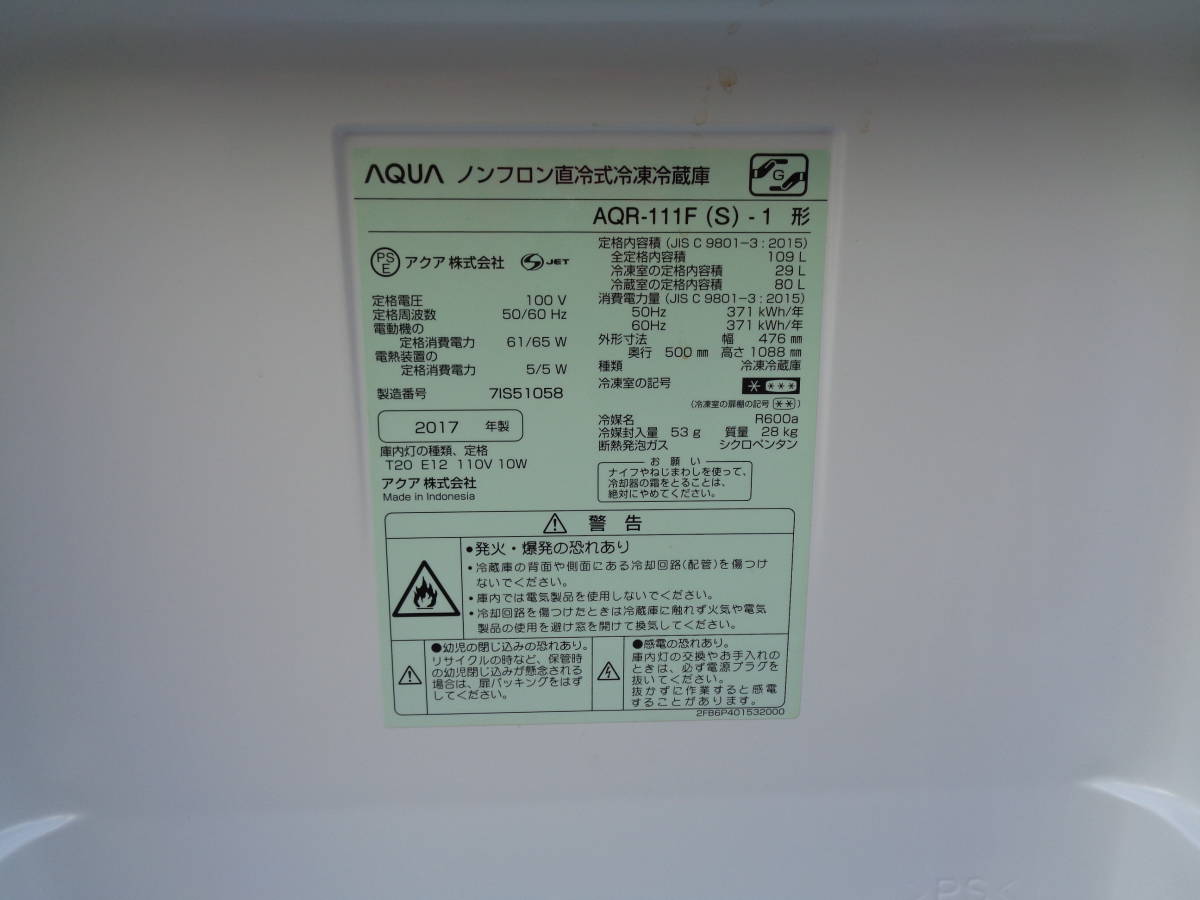 AQUA ノンフロン直冷式冷凍冷蔵庫 G
AQR-111F (S) - 1 形
PS E アクア 株式会社 S JET
定格電圧 100 V
定格周波数 50/60 Hz
電動機の
定格消費電力 61/65 W
電熱装置の
定格消費電力 5/5 W
製造番号 7IS51058
2017 年製
庫内灯の種類、定格
T20 E12 110V 10W
アクア 株式会社
Made in Indonesia
定格内容積 (JIS C 9801-3 : 2015)
全定格内容積 109 L
冷凍室の定格内容積 29 L
冷蔵室の定格内容積 80 L
消費電力量 (JIS C 9801-3 : 2015)
50Hz 371 kWh/年
60Hz 371 kWh/年
外形寸法 幅 476 ㎜
奥行 500 ㎜ 高さ 1088 ㎜
種類 冷凍冷蔵庫
冷凍室の記号 * ***
(冷凍室の扉棚の記号 **)
冷媒名 R600a
冷媒封入量 53 g 質量 28 kg
断熱発泡ガス シクロペンタン
お 願 い
ナイフやねじまわしを使って、
冷却器の霜をとることは、
絶対にやめてください。
警 告
●発火・爆発の恐れあり
・冷蔵庫の背面や側面にある冷却回路(配管)を傷つけ
ないでください。
・庫内では電気製品を使用しないでください。
・冷却回路を傷つけたときは冷蔵庫に触れず火気や電気
製品の使用を避け窓を開けて換気してください。
●幼児の閉じ込みの恐れあり。
リサイクルの時など、保管時
の幼児閉じ込みが懸念される
場合は、扉パッキングをはず
してください。
●感電の恐れあり。
庫内灯の交換やお手入れの
ときは、必ず電源プラグを
抜いてください。
抜かずに作業すると感電
することがあります。
2FB6P401532000
>PS<